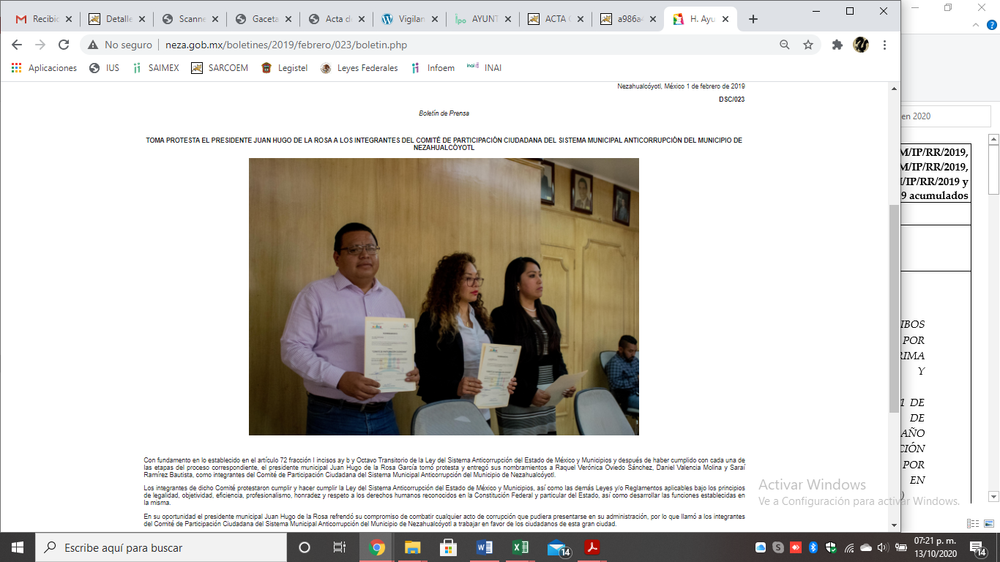 Recibic
Detalle
Scanne
Gaceta
Acta de
Vigilan
ipo AYUNT
ACTA C
a986a4
H. Ayu
No seguro neza.gob.mx/boletines/2019/febrero/023/boletin.php
Aplicaciones IUS SAIMEX SARCOEM Legistel Leyes Federales Infoem inai INAI
Nezahualcóyotl, México 1 de febrero de 2019
DSC/023
Boletín de Prensa
TOMA PROTESTA EL PRESIDENTE JUAN HUGO DE LA ROSA A LOS INTEGRANTES DEL COMITÉ DE PARTICIPACIÓN CIUDADANA DEL SISTEMA MUNICIPAL ANTICORRUPCIÓN DEL MUNICIPIO DE
NEZAHUALCÓYOTL
Con fundamento en lo establecido en el artículo 72 fracción I incisos ay b y Octavo Transitorio de la Ley del Sistema Anticorrupción del Estado de México y Municipios y después de haber cumplido con cada una de
las etapas del proceso correspondiente, el presidente municipal Juan Hugo de la Rosa García tomó protesta y entregó sus nombramientos a Raquel Verónica Oviedo Sánchez, Daniel Valencia Molina y Saraí
Ramírez Bautista, como integrantes del Comité de Participación Ciudadana del Sistema Municipal Anticorrupción del Municipio de Nezahualcóyotl.
Los integrantes de dicho Comité protestaron cumplir y hacer cumplir la Ley del Sistema Anticorrupción del Estado de México y Municipios, así como las demás Leyes y/o Reglamentos aplicables bajo los principios
de legalidad, objetividad, eficiencia, profesionalismo, honradez y respeto a los derechos humanos reconocidos en la Constitución Federal y particular del Estado, así como desarrollar las funciones establecidas en
la misma.
En su oportunidad el presidente municipal Juan Hugo de la Rosa refrendó su compromiso de combatir cualquier acto de corrupción que pudiera presentarse en su administración, por lo que llamó a los integrantes
del Comité de Participación Ciudadana del Sistema Municipal Anticorrupción del Municipio de Nezahualcóyotl a trabajar en favor de los ciudadanos de esta gran ciudad.
en 2020
M/IP/RR/2019,
M/IP/RR/2019,
M/IP/RR/2019 y
9 acumulados
IBOS
POR
RIMA
Y
1 DE
DE
AÑO
CIÓN
POR
EN
)
Activar Windows
Ve a Configuración para activar Windows.
Escribe aquí para buscar
14
07:21 p. m.
13/10/2020
14